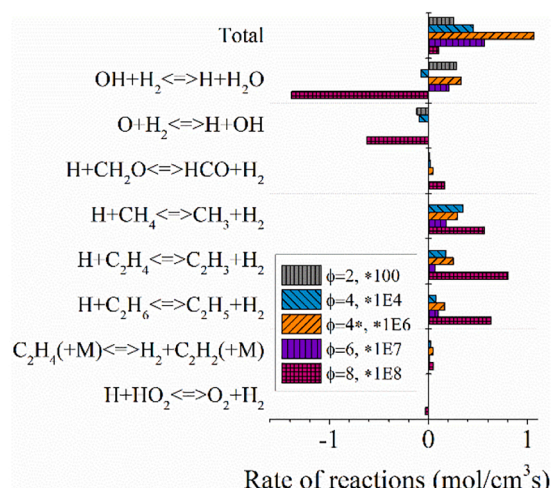 Total
OH+H₂<=>H+H₂O
O+H₂<=>H+OH
H+CH₂O<=>HCO+H₂
H+CH₄<=>CH₃+H₂
H+C₂H₄<=>C₂H₃+H₂
H+C₂H₆<=>C₂H₅+H₂
C₂H₄(+M)<=>H₂+C₂H₂(+M)
H+HO₂<=>O₂+H₂
ϕ=2, *100
ϕ=4, *1E4
ϕ=4*, *1E6
ϕ=6, *1E7
ϕ=8, *1E8
-1 0 1
Rate of reactions (mol/cm³s)